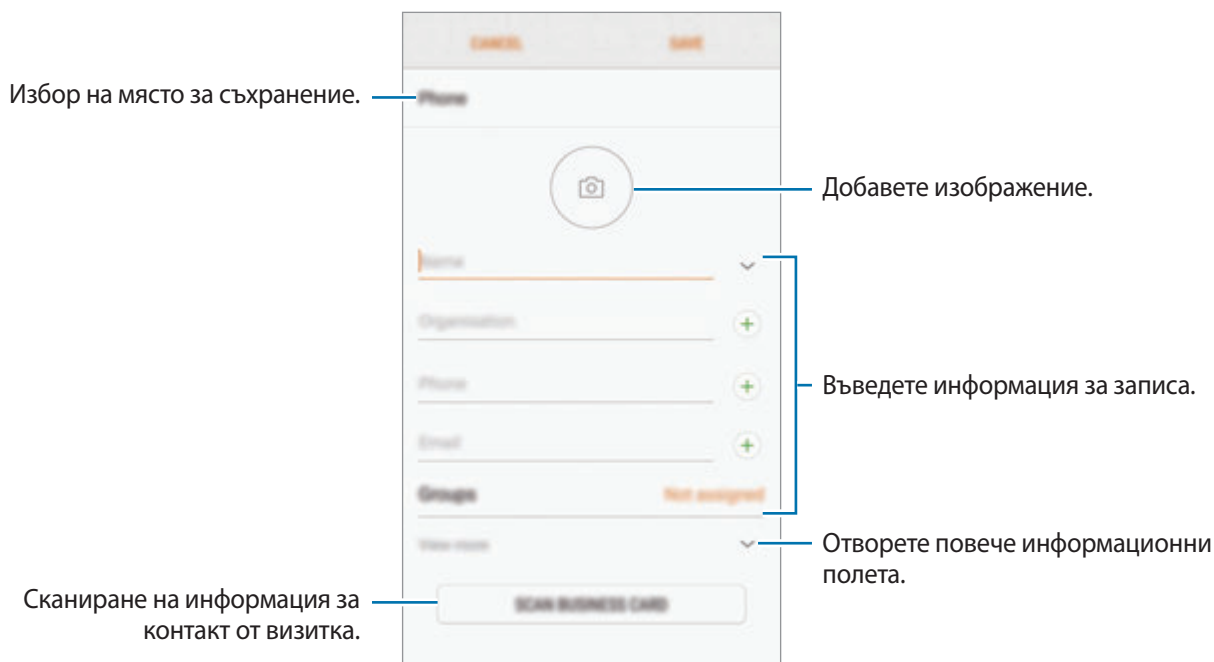 CANCEL SAVE
Избор на място за съхранение.
Phone
Добавете изображение.
Name
Organisation
Phone
Въведете информация за записа.
Email
Groups Not assigned
View more
Отворете повече информационни
полета.
Сканиране на информация за
контакт от визитка.
SCAN BUSINESS CARD